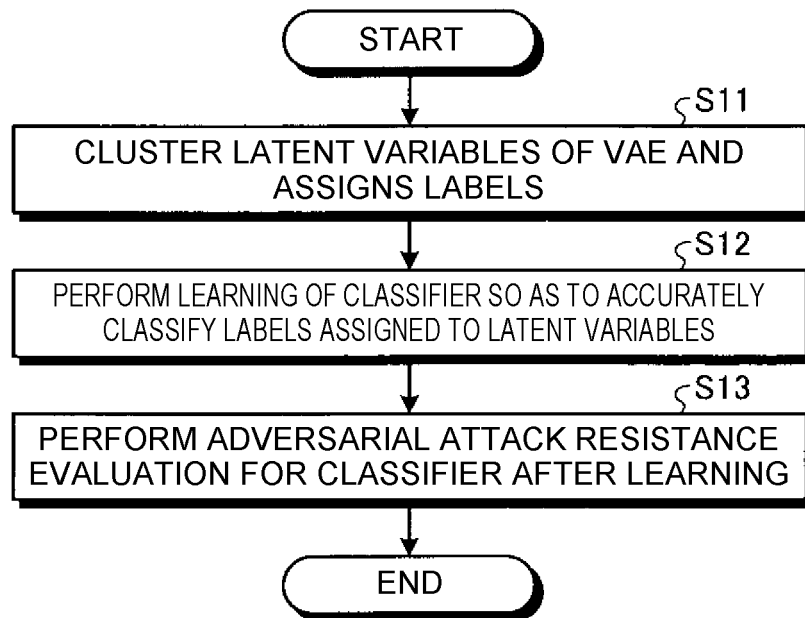 START
S11
CLUSTER LATENT VARIABLES OF VAE AND
ASSIGNS LABELS
S12
PERFORM LEARNING OF CLASSIFIER SO AS TO ACCURATELY
CLASSIFY LABELS ASSIGNED TO LATENT VARIABLES
S13
PERFORM ADVERSARIAL ATTACK RESISTANCE
EVALUATION FOR CLASSIFIER AFTER LEARNING
END